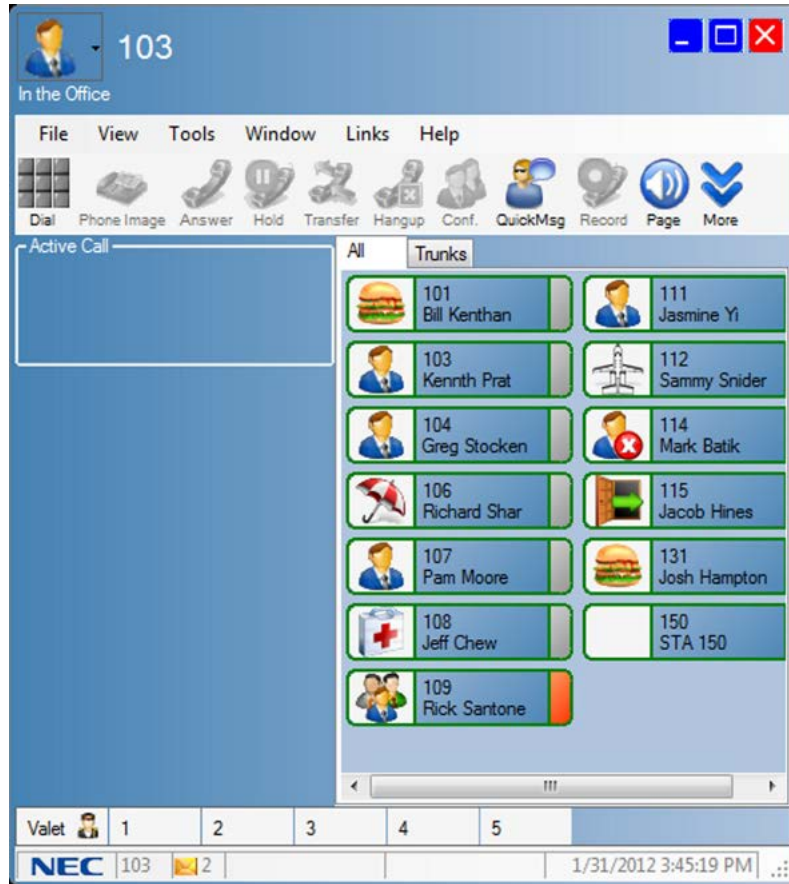 103
In the Office
File View Tools Window Links Help
Dial Phone Image Answer Hold Transfer Hangup Conf. QuickMsg Record Page More
Active Call
All Trunks
101
Bill Kenthan
111
Jasmine Yi
103
Kennth Prat
112
Sammy Snider
104
Greg Stocken
114
Mark Batik
106
Richard Shar
115
Jacob Hines
107
Pam Moore
131
Josh Hampton
108
Jeff Chew
150
STA 150
109
Rick Santone
Valet 1 2 3 4 5
NEC 103 2 1/31/2012 3:45:19 PM